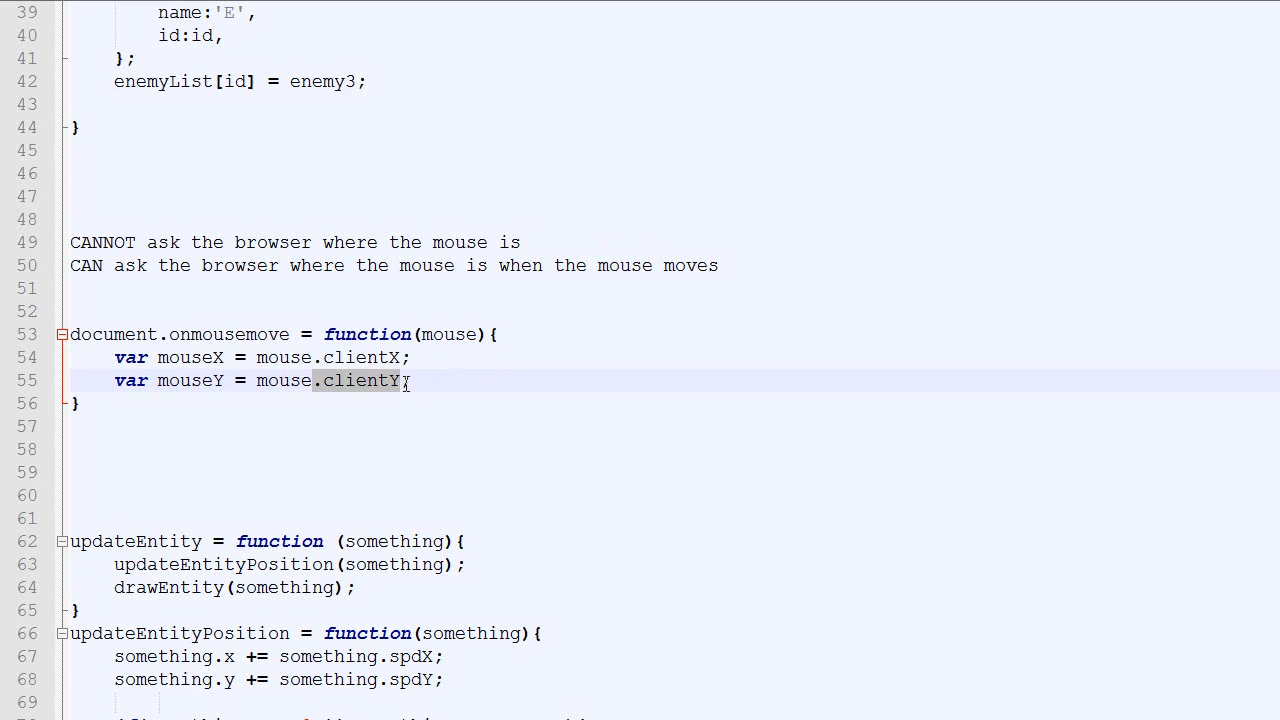 39 name:'E',
40 id:id,
41 };
42 enemyList[id] = enemy3;
43
44 }
45
46
47
48
49 CANNOT ask the browser where the mouse is
50 CAN ask the browser where the mouse is when the mouse moves
51
52
53 document.onmousemove = function(mouse){
54 var mouseX = mouse.clientX;
55 var mouseY = mouse.clientY
56 }
57
58
59
60
61
62 updateEntity = function (something){
63 updateEntityPosition(something);
64 drawEntity(something);
65 }
66 updateEntityPosition = function(something){
67 something.x += something.spdX;
68 something.y += something.spdY;
69